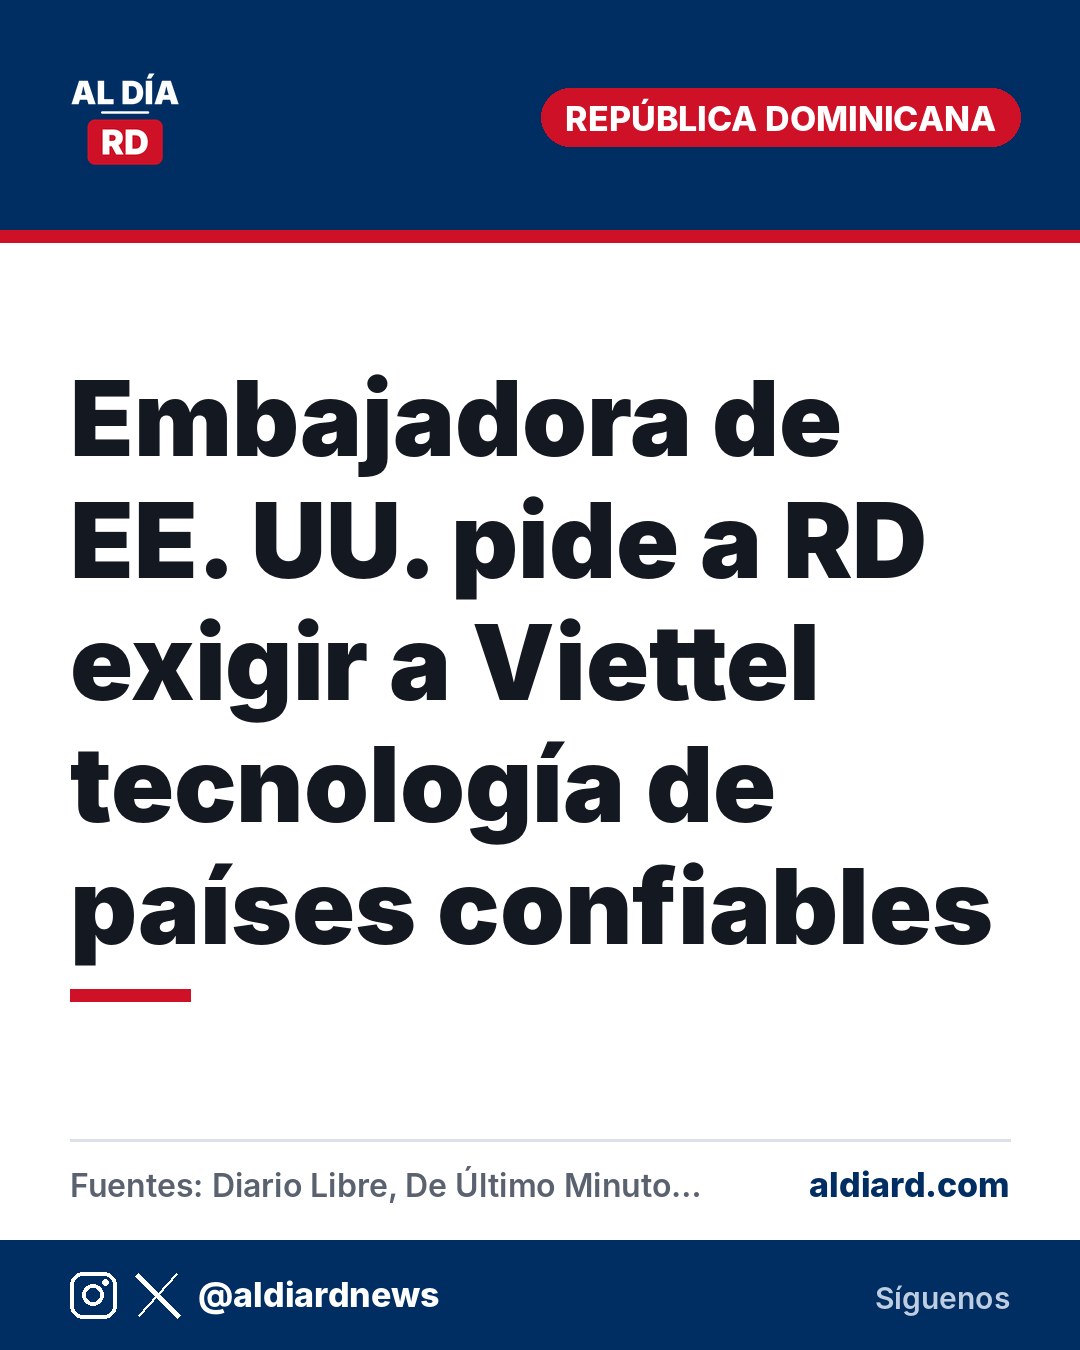 AL DÍA
RD
REPÚBLICA DOMINICANA
Embajadora de
EE. UU. pide a RD
exigir a Viettel
tecnología de
países confiables
Fuentes: Diario Libre, De Último Minuto...
aldiard.com
@aldiardnews
Síguenos